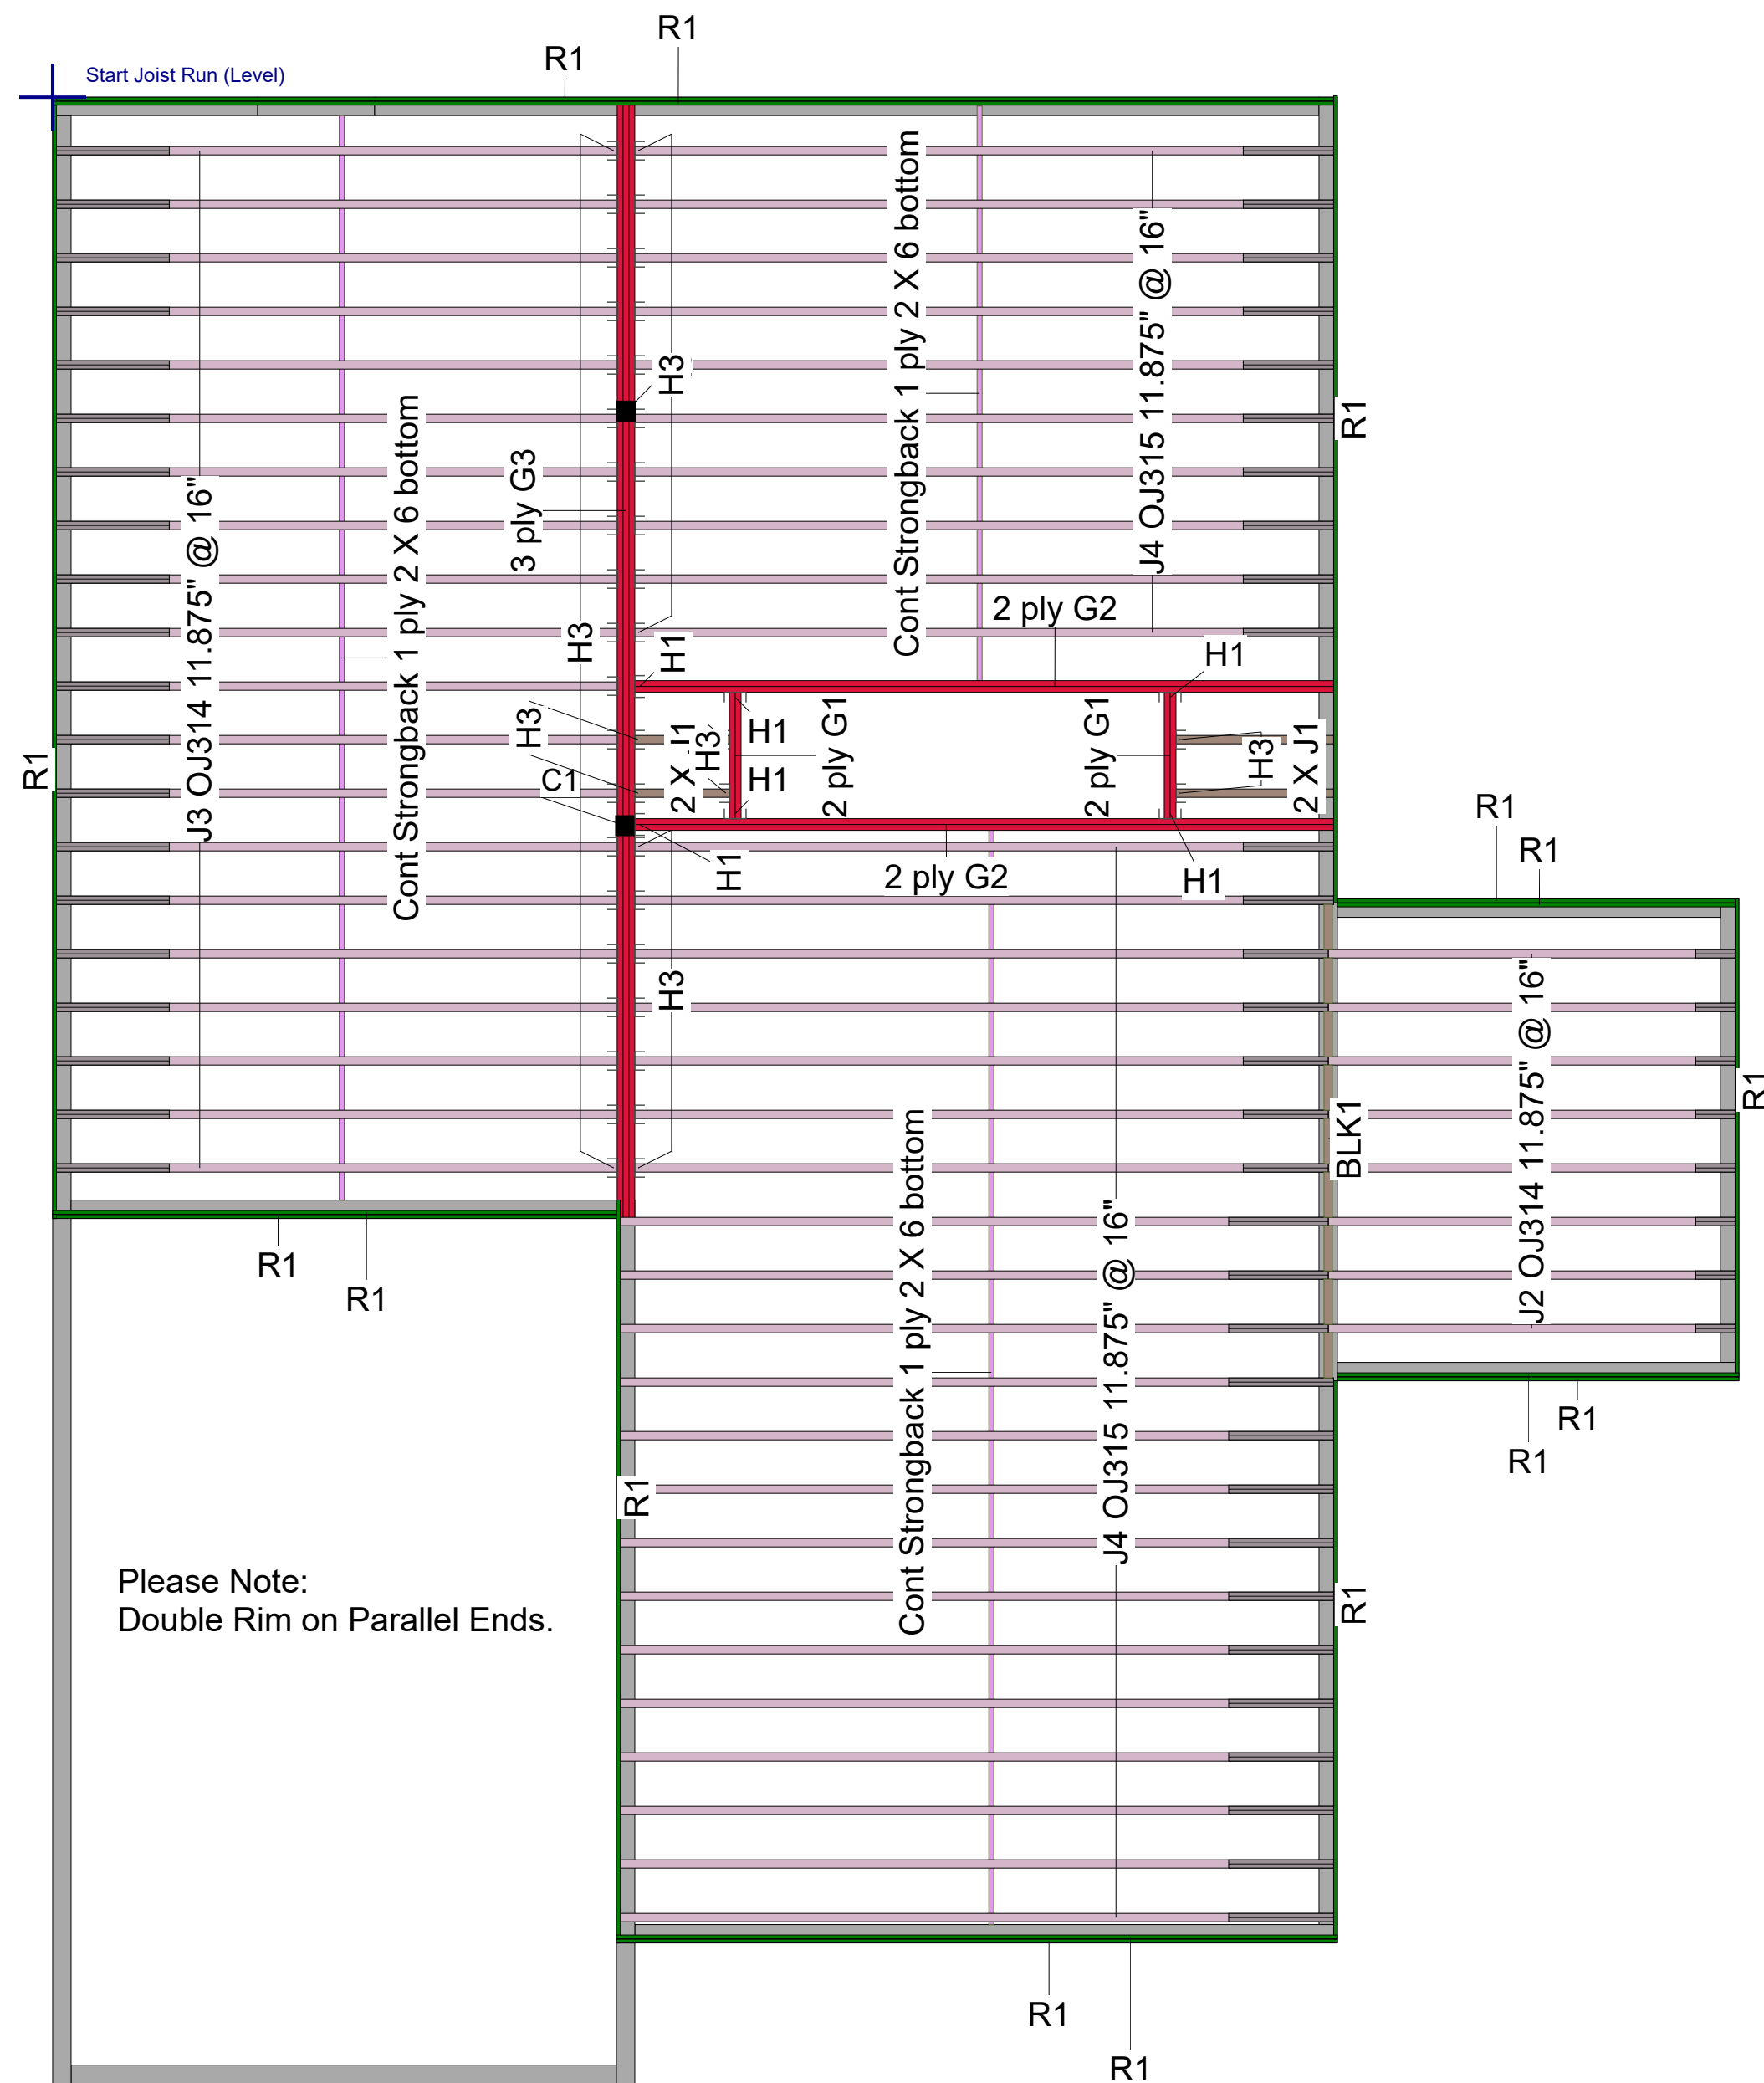 R1
R1
Start Joist Run (Level)
J3 OJ314 11.875" @ 16"
Cont Strongback 1 ply 2 X 6 bottom
3 ply G3
H3
H3
Cont Strongback 1 ply 2 X 6 bottom
J4 OJ315 11.875" @ 16"
R1
2 ply G2
H1
H1
R1
H3
C1
2 X J1
H3
H1
H1
2 ply G1
2 ply G1
H3
2 X J1
H1
2 ply G2
H1
R1
R1
H3
J2 OJ314 11.875" @ 16"
R1
BLK1
R1
R1
Cont Strongback 1 ply 2 X 6 bottom
J4 OJ315 11.875" @ 16"
R1
R1
R1
R1
Please Note:
Double Rim on Parallel Ends.
R1
R1